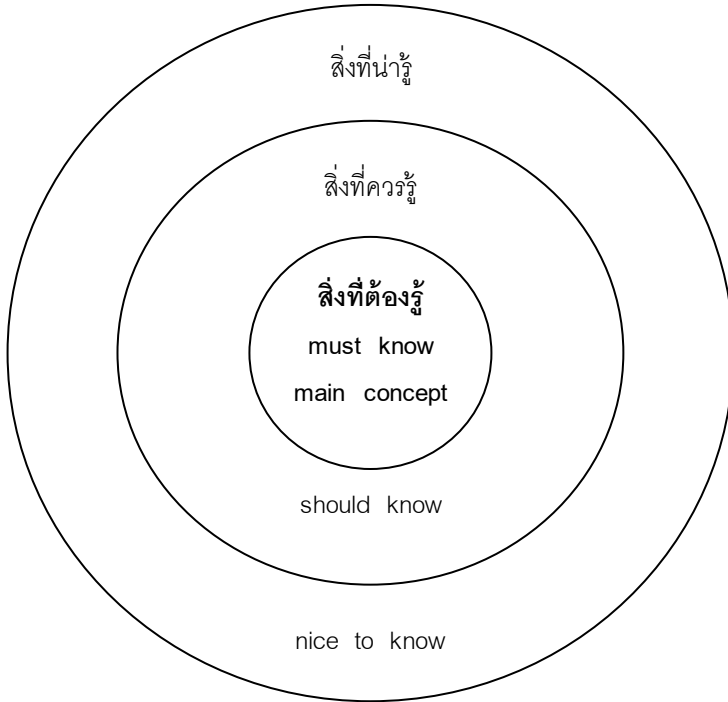 สิ่งที่น่ารู้
สิ่งที่ควรรู้
สิ่งที่ต้องรู้
must know
main concept
should know
nice to know